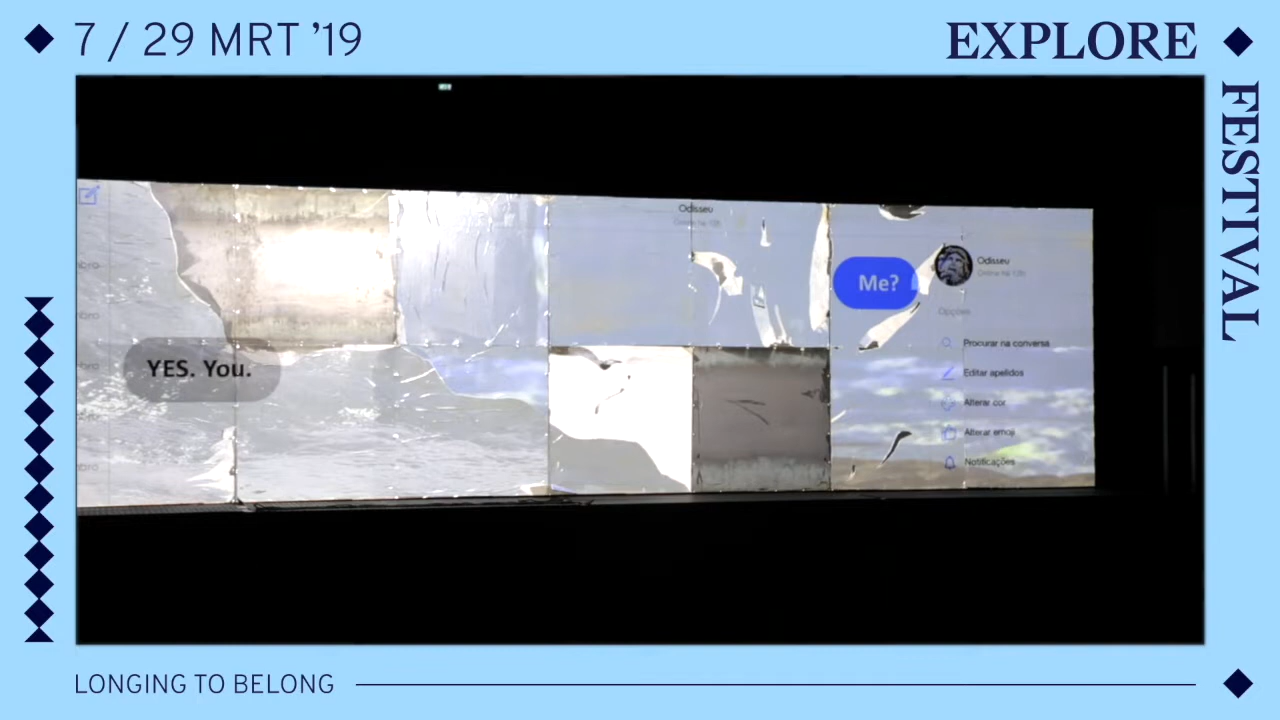 7 / 29 MRT ’19
EXPLORE
FESTIVAL
Odisseu
Me?
Odisseu
Opções
Procurar na conversa
YES. You.
Editar apelidos
Alterar cor
Alterar emoji
Notificações
LONGING TO BELONG